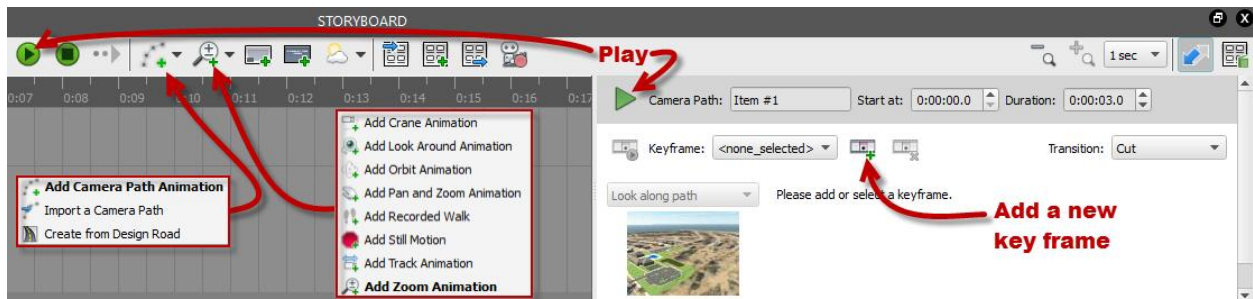 STORYBOARD
Play
1 sec
0:07 0:08 0:09 0:10 0:11 0:12 0:13 0:14 0:15 0:16 0:17
Camera Path: Item #1 Start at: 0:00:00.0 Duration: 0:00:03.0
Add Crane Animation
Add Look Around Animation
Add Orbit Animation
Add Pan and Zoom Animation
Add Recorded Walk
Add Still Motion
Add Track Animation
Add Zoom Animation
Add Camera Path Animation
Import a Camera Path
Create from Design Road
Keyframe: <none_selected> Transition: Cut
Look along path Please add or select a keyframe.
Add a new
key frame